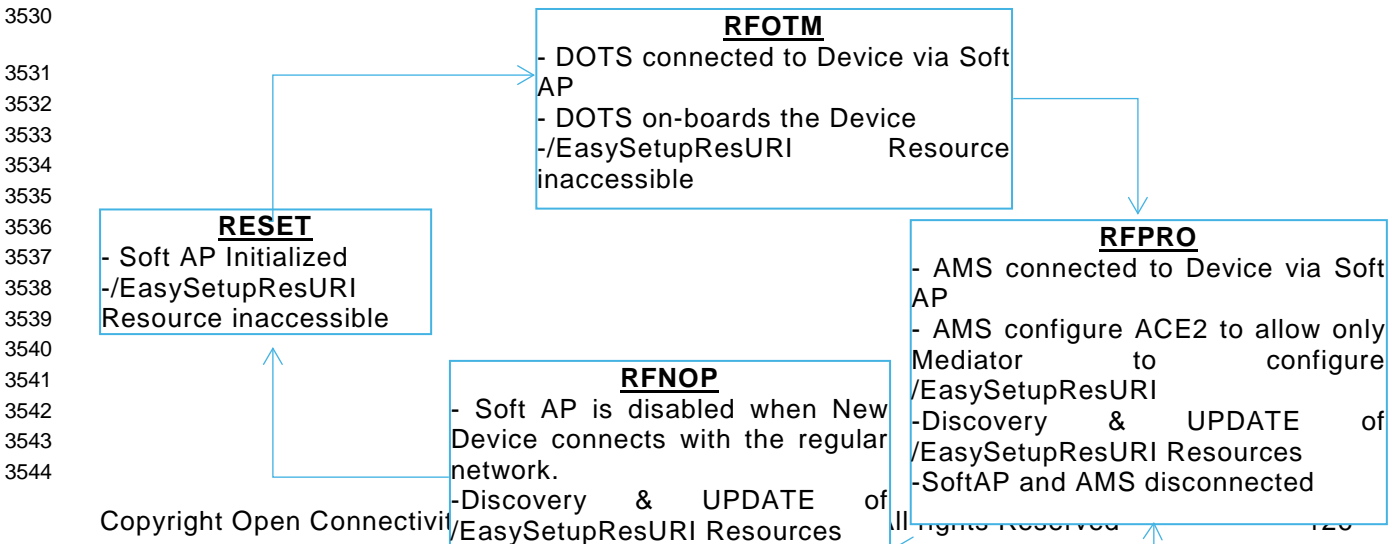 3530
3531
3532
3533
3534
3535
3536
3537
3538
3539
3540
3541
3542
3543
3544
RFOTM
- DOTS connected to Device via Soft
AP
- DOTS on-boards the Device
-/EasySetupResURI Resource
inaccessible
RESET
- Soft AP Initialized
-/EasySetupResURI
Resource inaccessible
RFPRO
- AMS connected to Device via Soft
AP
- AMS configure ACE2 to allow only
Mediator to configure
/EasySetupResURI
-Discovery & UPDATE of
/EasySetupResURI Resources
-SoftAP and AMS disconnected
RFNOP
- Soft AP is disabled when New
Device connects with the regular
network.
-Discovery & UPDATE of
/EasySetupResURI Resources
Copyright Open All rights Reserved